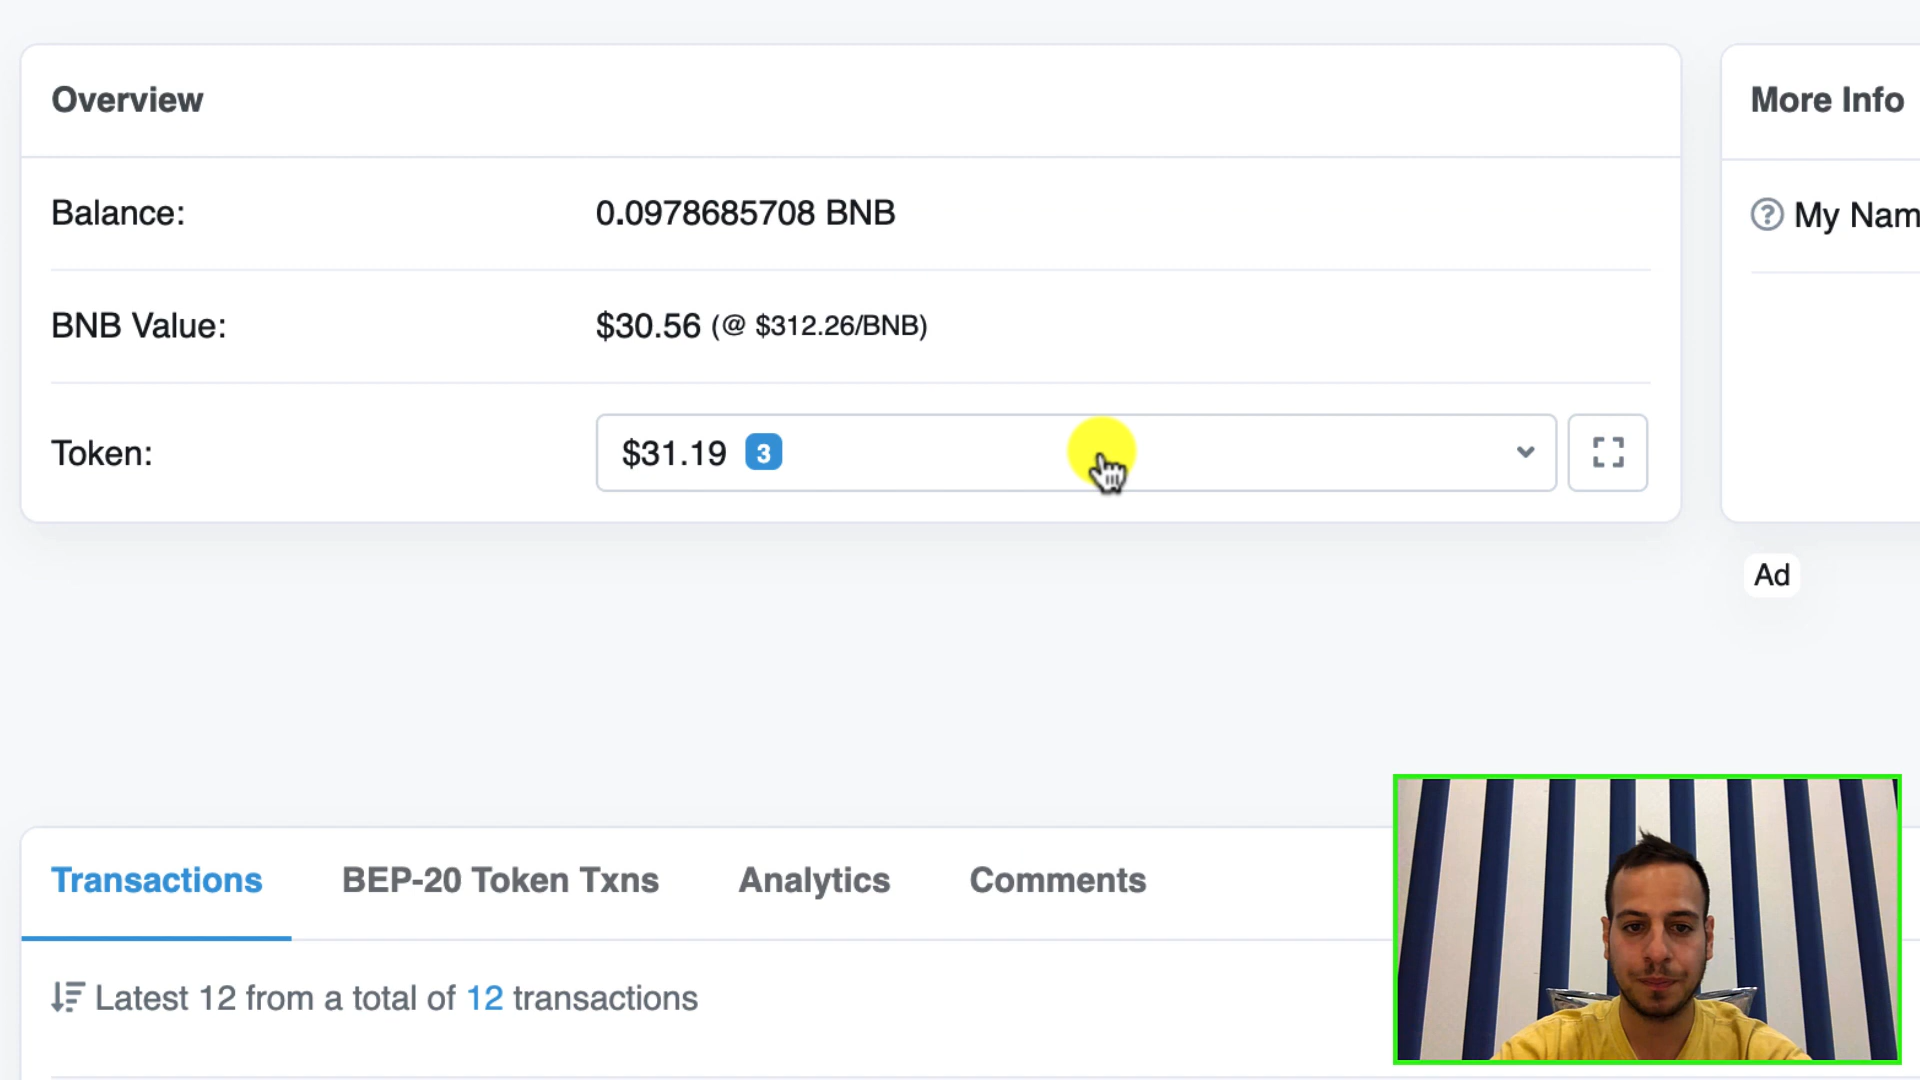 Overview
Balance:
0.0978685708 BNB
BNB Value:
$30.56 (@ $312.26/BNB)
Token:
$31.19 3
More Info
? My Nam
Ad
Transactions
BEP-20 Token Txns
Analytics
Comments
Latest 12 from a total of 12 transactions